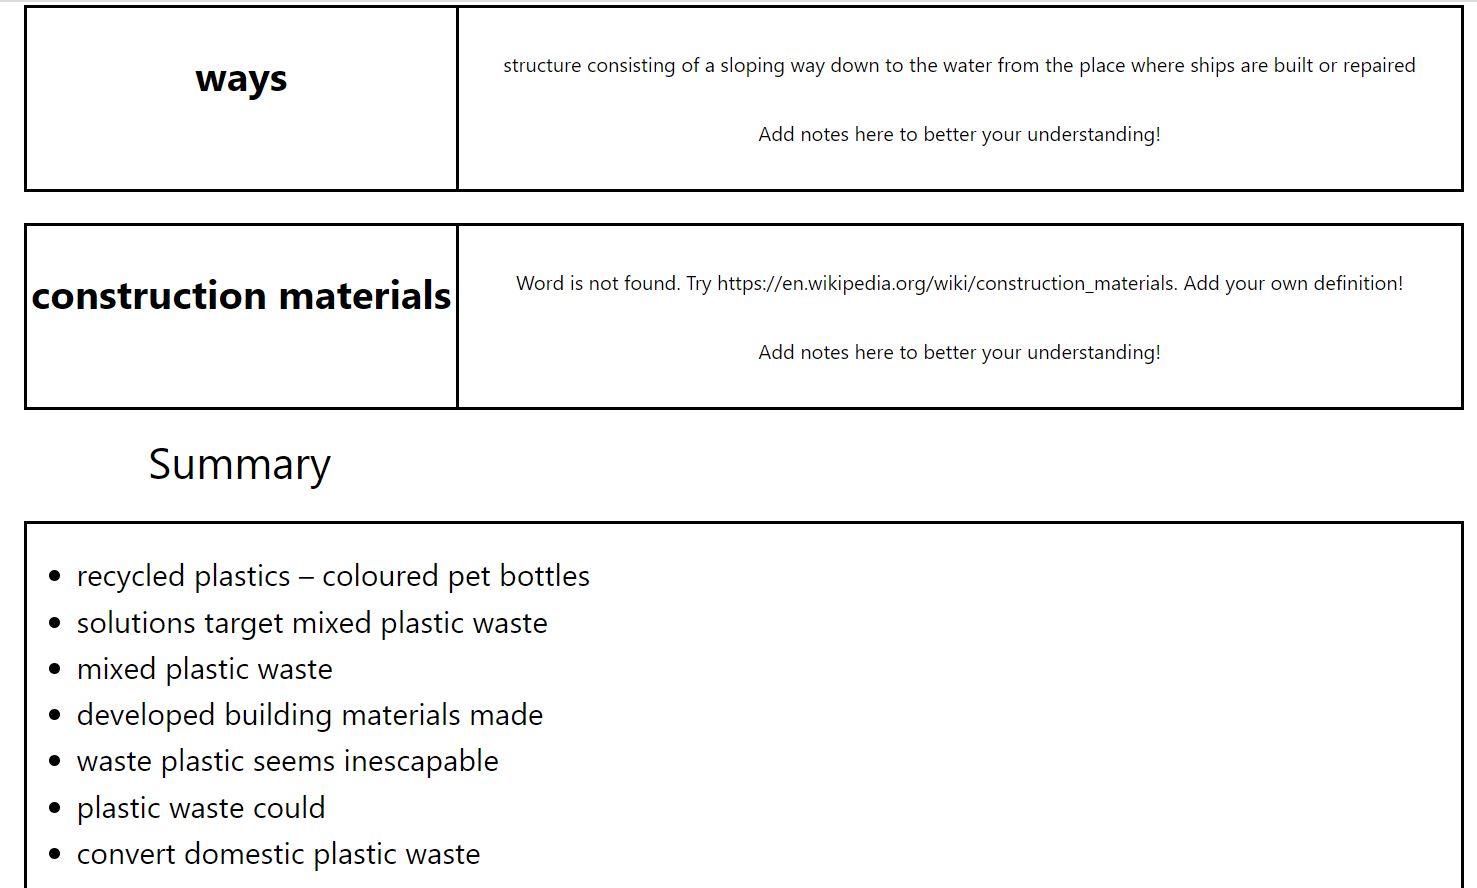 ways
structure consisting of a sloping way down to the water from the place where ships are built or repaired
Add notes here to better your understanding!
construction materials
Word is not found. Try https://en.wikipedia.org/wiki/construction_materials. Add your own definition!
Add notes here to better your understanding!
Summary
• recycled plastics – coloured pet bottles
• solutions target mixed plastic waste
• mixed plastic waste
• developed building materials made
• waste plastic seems inescapable
• plastic waste could
• convert domestic plastic waste